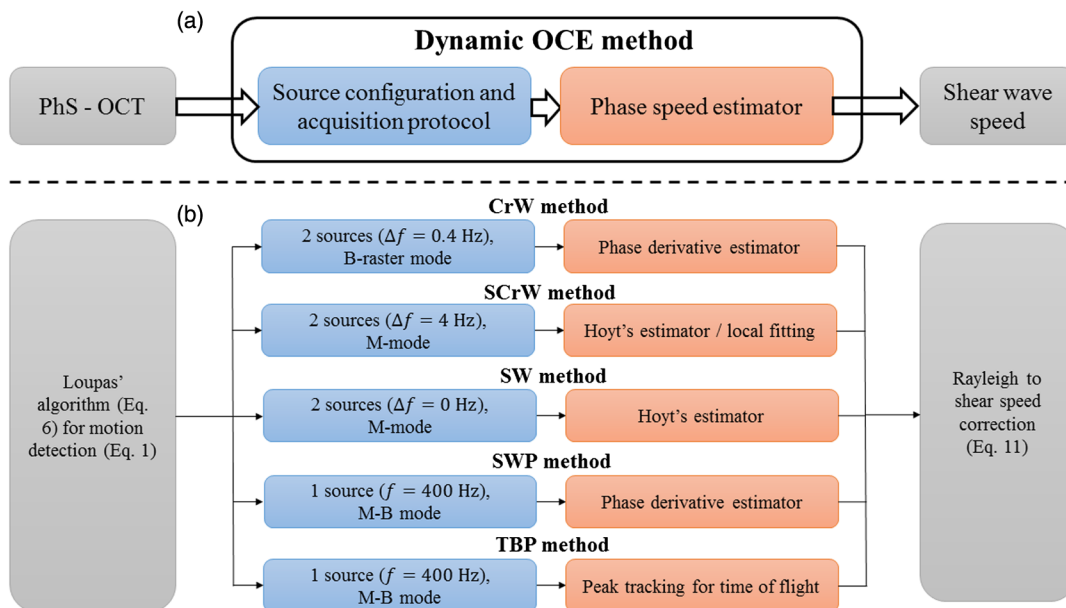 (a)
Dynamic OCE method
PhS - OCT
Source configuration and
acquisition protocol
Phase speed estimator
Shear wave
speed
(b)
Loupas’
algorithm (Eq.
6) for motion
detection (Eq. 1)
CrW method
2 sources (Δf = 0.4 Hz),
B-raster mode
Phase derivative estimator
SCrW method
2 sources (Δf = 4 Hz),
M-mode
Hoyt’s estimator / local fitting
SW method
2 sources (Δf = 0 Hz),
M-mode
Hoyt’s estimator
SWP method
1 source (f = 400 Hz),
M-B mode
Phase derivative estimator
TBP method
1 source (f = 400 Hz),
M-B mode
Peak tracking for time of flight
Rayleigh to
shear speed
correction
(Eq. 11)